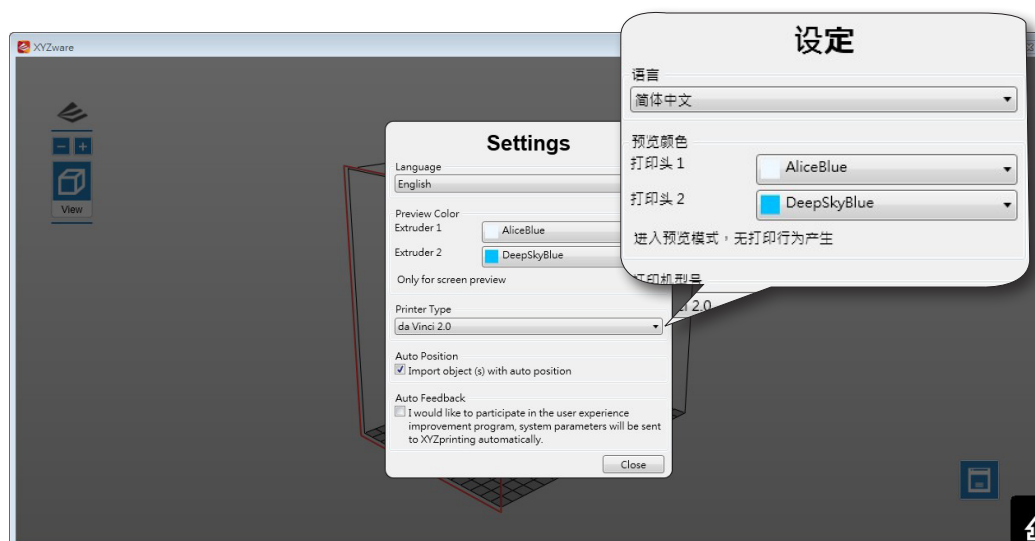 XYZware
View
Settings
Language
English
Preview Color
Extruder 1
AliceBlue
Extruder 2
DeepSkyBlue
Only for screen preview
Printer Type
da Vinci 2.0
Auto Position
Import object (s) with auto position
Auto Feedback
I would like to participate in the user experience
improvement program, system parameters will be sent
to XYZprinting automatically.
Close
设定
语言
简体中文
预览颜色
打印头 1
AliceBlue
打印头 2
DeepSkyBlue
进入预览模式，无打印行为产生
打印机型号
2.0